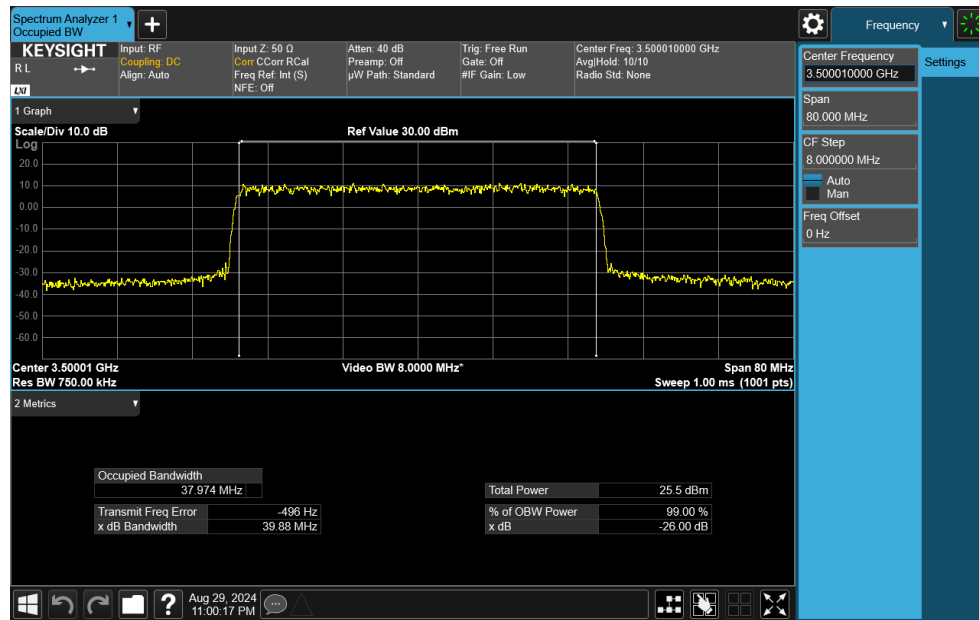 Spectrum Analyzer 1
Occupied BW
Frequency
KEYSIGHT
R L
LXI
Input: RF
Coupling: DC
Align: Auto
Input Z: 50 Ω
Corr CCorr RCal
Freq Ref: Int (S)
NFE: Off
Atten: 40 dB
Preamp: Off
µW Path: Standard
Trig: Free Run
Gate: Off
#IF Gain: Low
Center Freq: 3.500010000 GHz
Avg|Hold: 10/10
Radio Std: None
Center Frequency
3.500010000 GHz
Settings
Span
80.000 MHz
CF Step
8.000000 MHz
Auto
Man
Freq Offset
0 Hz
1 Graph
Scale/Div 10.0 dB
Ref Value 30.00 dBm
Log
20.0
10.0
0.00
-10.0
-20.0
-30.0
-40.0
-50.0
-60.0
Center 3.50001 GHz
Video BW 8.0000 MHz*
Span 80 MHz
Res BW 750.00 kHz
Sweep 1.00 ms (1001 pts)
2 Metrics
Occupied Bandwidth
37.974 MHz
Total Power 25.5 dBm
Transmit Freq Error -496 Hz
% of OBW Power 99.00 %
x dB Bandwidth 39.88 MHz
x dB -26.00 dB
?
Aug 29, 2024
11:00:17 PM